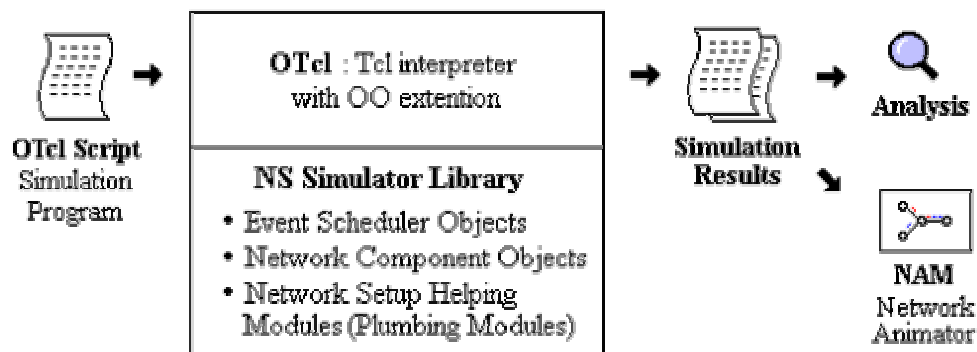 OTcl Script
Simulation
Program
OTcl : Tcl interpreter
with OO extention
NS Simulator Library
• Event Scheduler Objects
• Network Component Objects
• Network Setup Helping
Modules (Plumbing Modules)
Simulation
Results
Analysis
NAM
Network
Animator